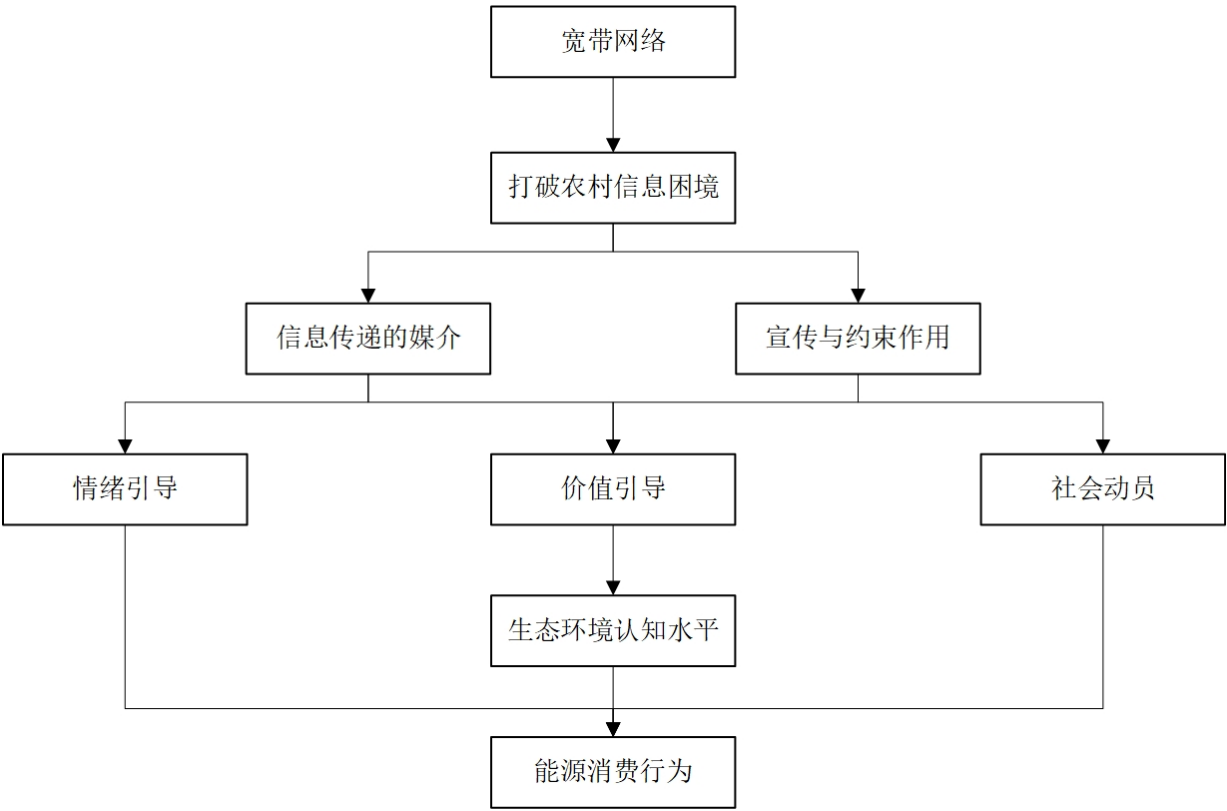 宽带网络
打破农村信息困境
信息传递的媒介
宣传与约束作用
情绪引导
价值引导
社会动员
生态环境认知水平
能源消费行为